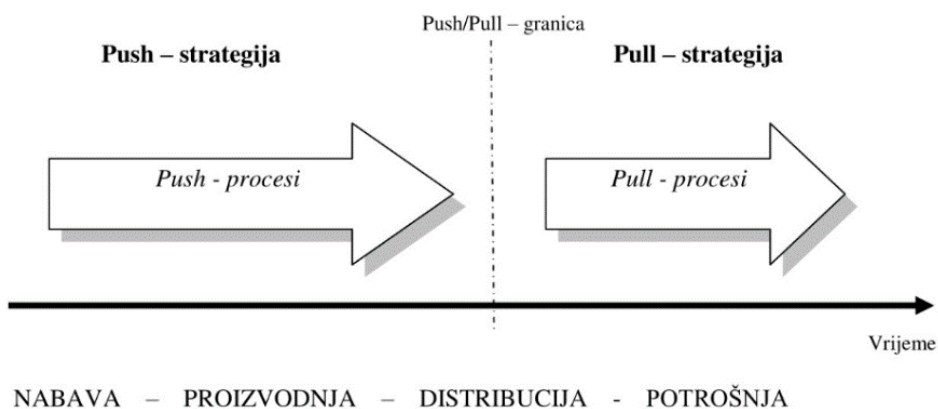 Push/Pull – granica
Push – strategija
Pull – strategija
Push - procesi
Pull - procesi
Vrijeme
NABAVA – PROIZVODNJA – DISTRIBUCIJA - POTROŠNJA